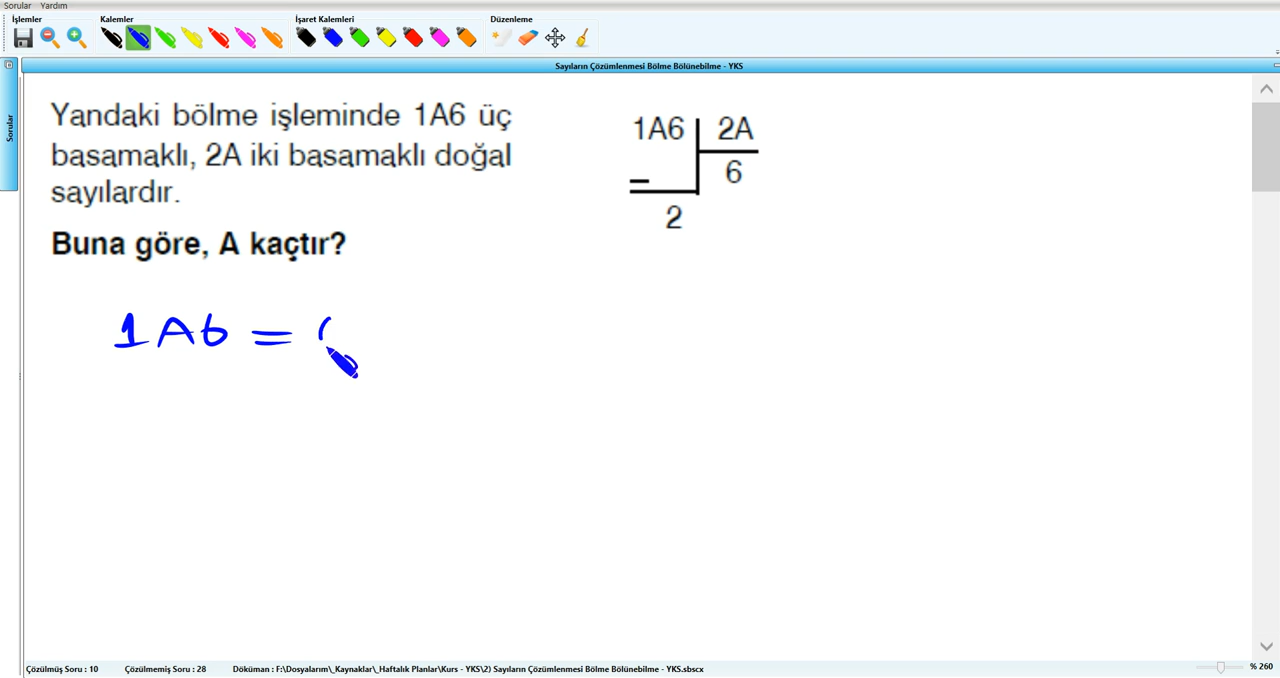 Sorular Yardım
İşlemler Kalemler İşaret Kalemleri Düzenleme
Sayıların Çözümlenmesi Bölme Bölünebilme - YKS
Sorular
Yandaki bölme işleminde 1A6 üç
basamaklı, 2A iki basamaklı doğal
sayılardır.
Buna göre, A kaçtır?
1A6 2A
6
2
1A6 = (
Çözülmüş Soru : 10 Çözülmemiş Soru : 28 Döküman : F:\Dosyalarım\_Kaynaklar\_Haftalık Planlar\Kurs - YKS\2) Sayıların Çözümlenmesi Bölme Bölünebilme - YKS.sbscx % 260